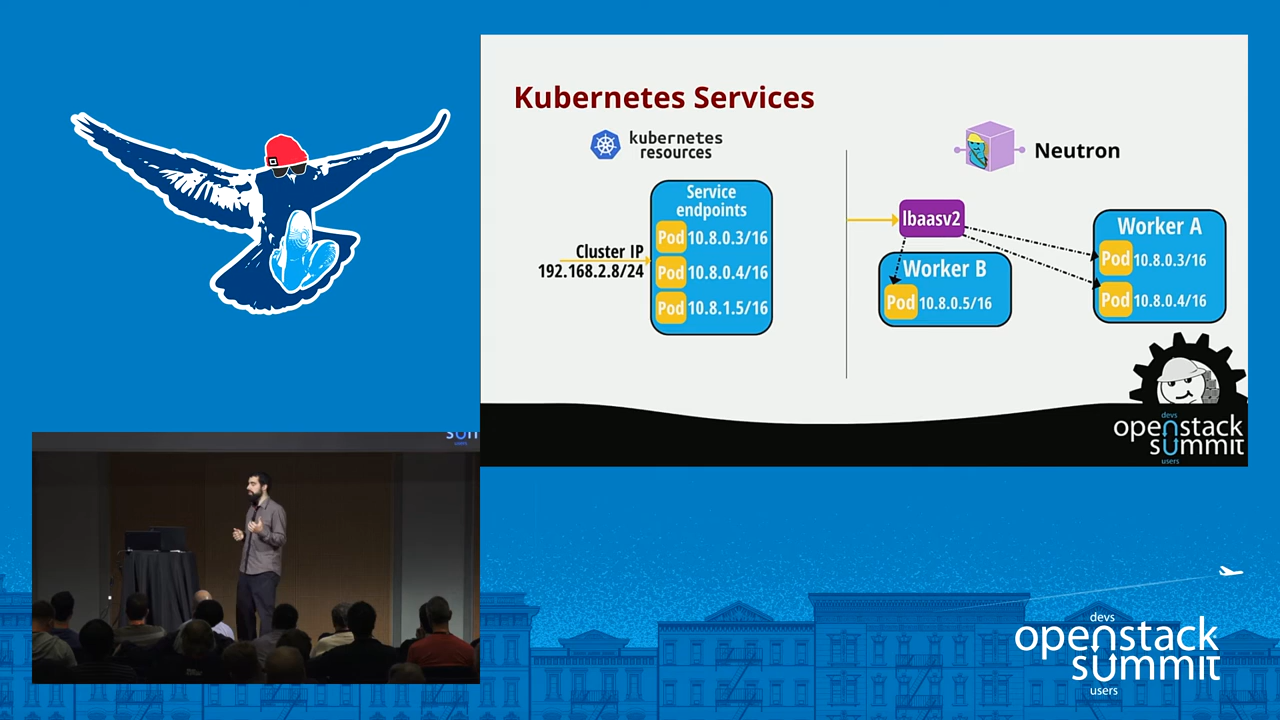 Kubernetes Services
kubernetes
resources
Neutron
Service
endpoints
Pod 10.8.0.3/16
Pod 10.8.0.4/16
Pod 10.8.1.5/16
Cluster IP
192.168.2.8/24
lbaasv2
Worker A
Pod 10.8.0.3/16
Pod 10.8.0.4/16
Worker B
Pod 10.8.0.5/16
devs
openstack
summit
users
devs
openstack
summit
users